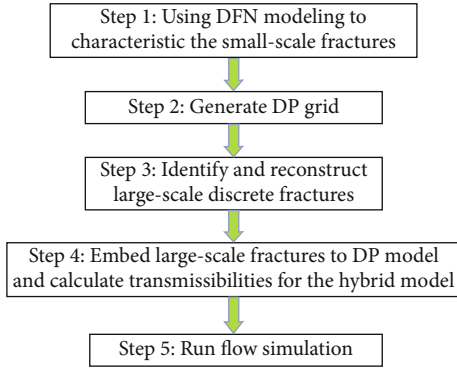 Step 1: Using DFN modeling to
characteristic the small-scale fractures
Step 2: Generate DP grid
Step 3: Identify and reconstruct
large-scale discrete fractures
Step 4: Embed large-scale fractures to DP model
and calculate transmissibilities for the hybrid model
Step 5: Run flow simulation